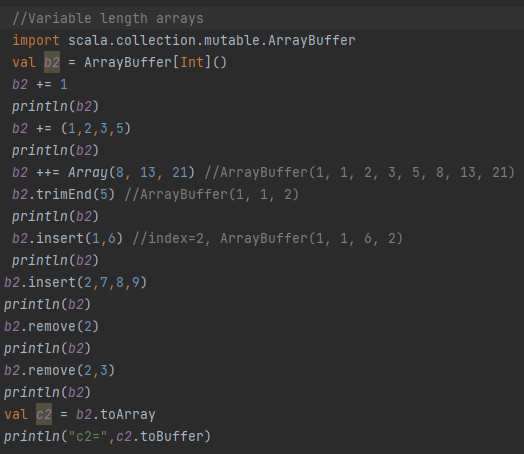 //Variable length arrays
import scala.collection.mutable.ArrayBuffer
val b2 = ArrayBuffer[Int]()
b2 += 1
println(b2)
b2 += (1,2,3,5)
println(b2)
b2 ++= Array(8, 13, 21) //ArrayBuffer(1, 1, 2, 3, 5, 8, 13, 21)
b2.trimEnd(5) //ArrayBuffer(1, 1, 2)
println(b2)
b2.insert(1,6) //index=2, ArrayBuffer(1, 1, 6, 2)
println(b2)
b2.insert(2,7,8,9)
println(b2)
b2.remove(2)
println(b2)
b2.remove(2,3)
println(b2)
val c2 = b2.toArray
println("c2=",c2.toBuffer)